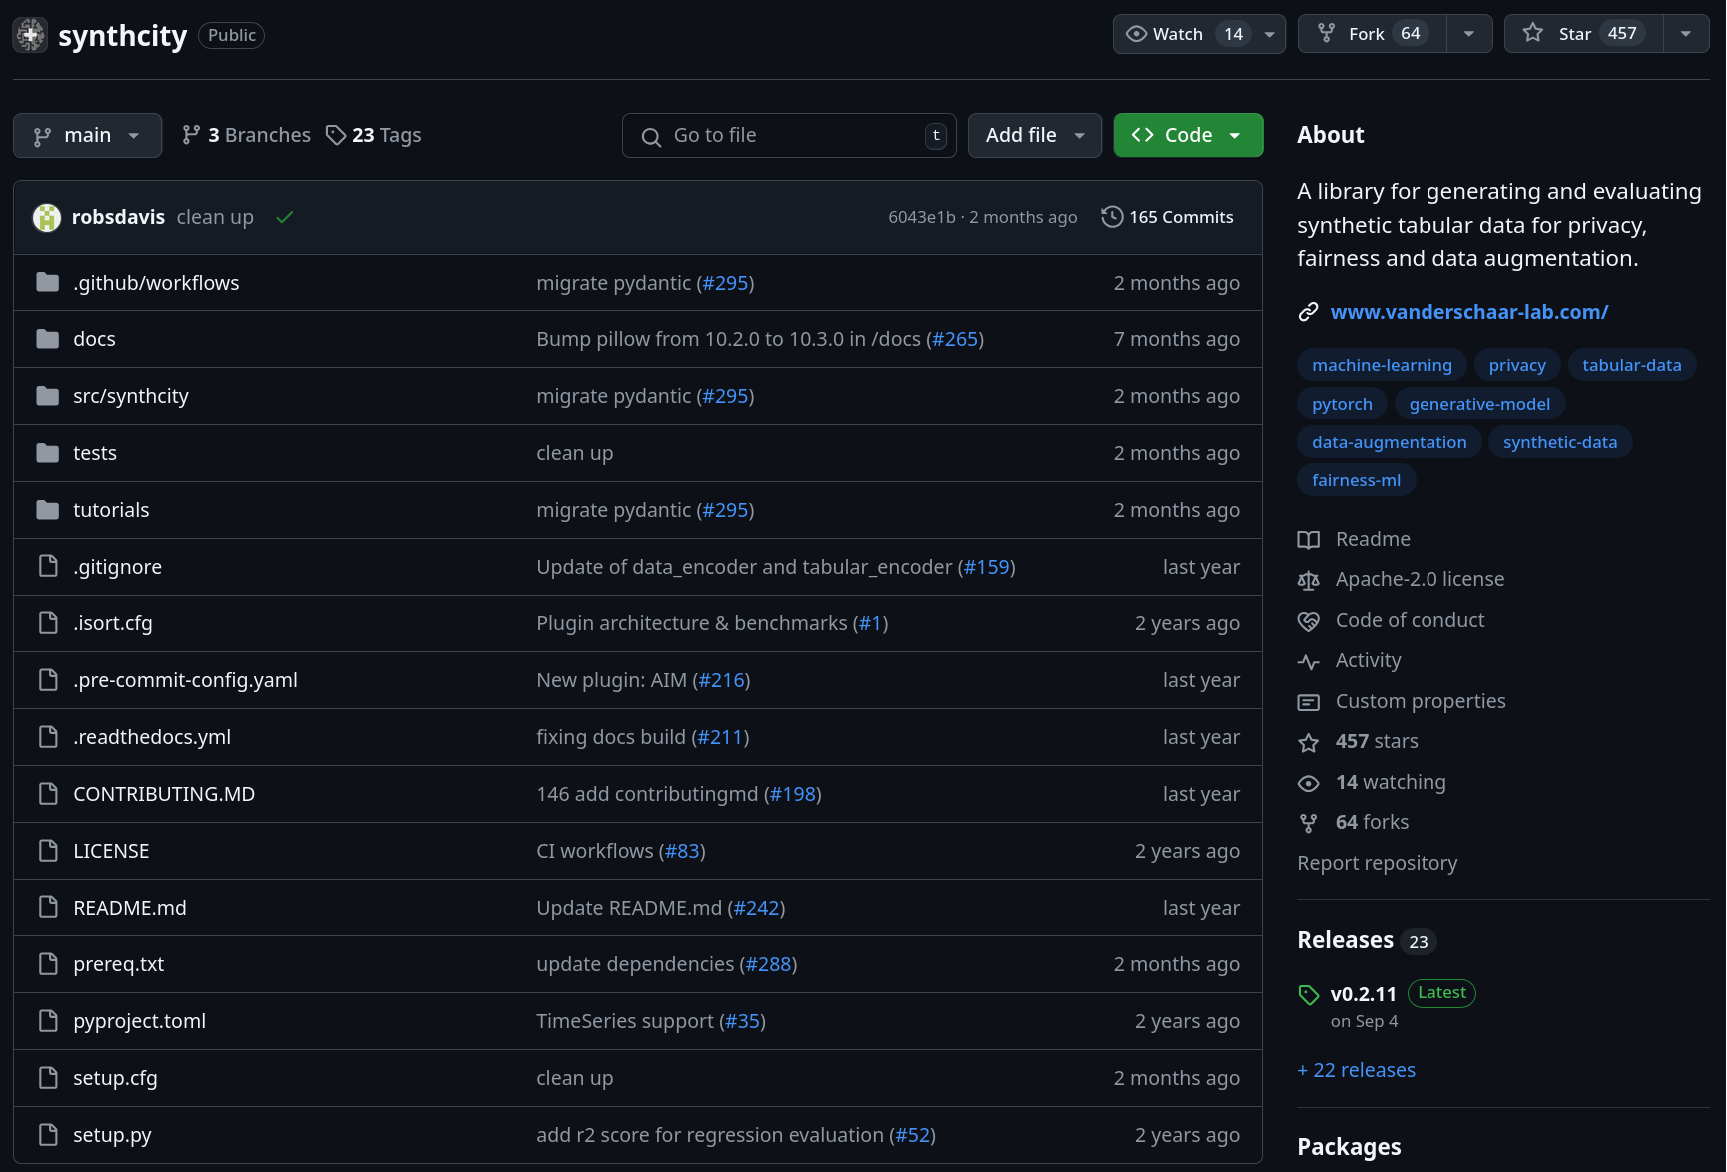 synthcity Public Watch 14 Fork 64 Star 457
main 3 Branches 23 Tags Go to file t Add file Code
robsdavis clean up 6043e1b · 2 months ago 165 Commits
.github/workflows migrate pydantic (#295) 2 months ago
docs Bump pillow from 10.2.0 to 10.3.0 in /docs (#265) 7 months ago
src/synthcity migrate pydantic (#295) 2 months ago
tests clean up 2 months ago
tutorials migrate pydantic (#295) 2 months ago
.gitignore Update of data_encoder and tabular_encoder (#159) last year
.isort.cfg Plugin architecture & benchmarks (#1) 2 years ago
.pre-commit-config.yaml New plugin: AIM (#216) last year
.readthedocs.yml fixing docs build (#211) last year
CONTRIBUTING.MD 146 add contributingmd (#198) last year
LICENSE CI workflows (#83) 2 years ago
README.md Update README.md (#242) last year
prereq.txt update dependencies (#288) 2 months ago
pyproject.toml TimeSeries support (#35) 2 years ago
setup.cfg clean up 2 months ago
setup.py add r2 score for regression evaluation (#52) 2 years ago
About
A library for generating and evaluating
synthetic tabular data for privacy,
fairness and data augmentation.
www.vanderschaar-lab.com/
machine-learning privacy tabular-data
pytorch generative-model
data-augmentation synthetic-data
fairness-ml
Readme
Apache-2.0 license
Code of conduct
Activity
Custom properties
457 stars
14 watching
64 forks
Report repository
Releases 23
v0.2.11 Latest
on Sep 4
+ 22 releases
Packages